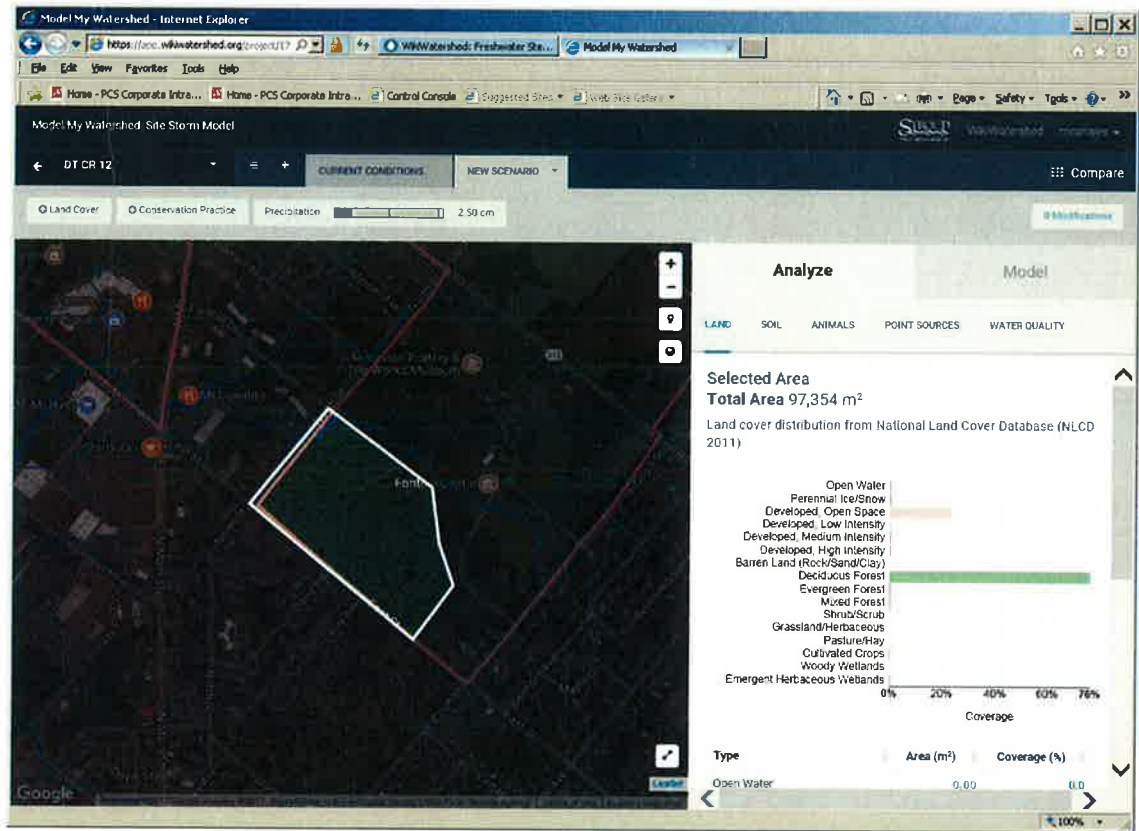 Model My Watershed - Internet Explorer
WikiWatershed: Freshwater Ste... Model My Watershed
File Edit View Favorites Tools Help
Home - PCS Corporate Intra... Home - PCS Corporate Intra... Control Console Suggested Sites Page Safety Tools
Model My Watershed Site Storm Model
DT CR 12 CURRENT CONDITIONS NEW SCENARIO Compare
Land Cover Conservation Practice Precipitation 2.50 cm 0 Modifications
+
-
Analyze Model
LAND SOIL ANIMALS POINT SOURCES WATER QUALITY
Selected Area
Total Area 97,354 m²
Land cover distribution from National Land Cover Database (NLCD
2011)
Open Water
Perennial Ice/Snow
Developed, Open Space
Developed, Low Intensity
Developed, Medium Intensity
Developed, High Intensity
Barren Land (Rock/Sand/Clay)
Deciduous Forest
Evergreen Forest
Mixed Forest
Shrub/Scrub
Grassland/Herbaceous
Pasture/Hay
Cultivated Crops
Woody Wetlands
Emergent Herbaceous Wetlands
0% 20% 40% 60% 76%
Coverage
Type Area (m²) Coverage (%)
Open Water 0.00 0.0
Google
Leaflet
100%